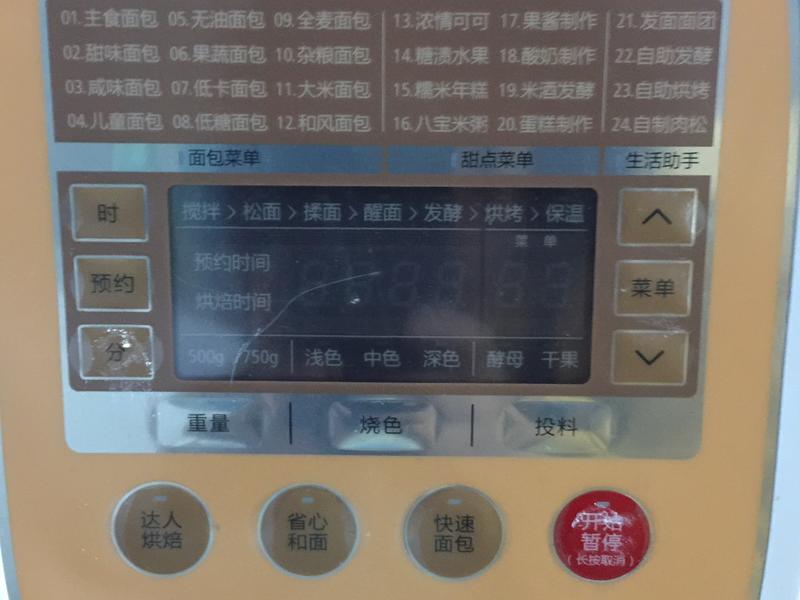 01.主食面包 05.无油面包 09.全麦面包 13.浓情可可 17.果酱制作 21.发面面团
02.甜味面包 06.果蔬面包 10.杂粮面包 14.糖渍水果 18.酸奶制作 22.自助发酵
03.咸味面包 07.低卡面包 11.大米面包 15.糯米年糕 19.米酒发酵 23.自助烘烤
04.儿童面包 08.低糖面包 12.和风面包 16.八宝米粥 20.蛋糕制作 24.自制肉松
面包菜单 甜点菜单 生活助手
时
搅拌 > 松面 > 揉面 > 醒面 > 发酵 > 烘烤 > 保温
菜 单
预约时间
预约
菜单
烘焙时间
分
500g 750g 浅色 中色 深色 酵母 干果
重量 烧色 投料
达人 省心 快速 开始
烘焙 和面 面包 暂停
(长按取消)